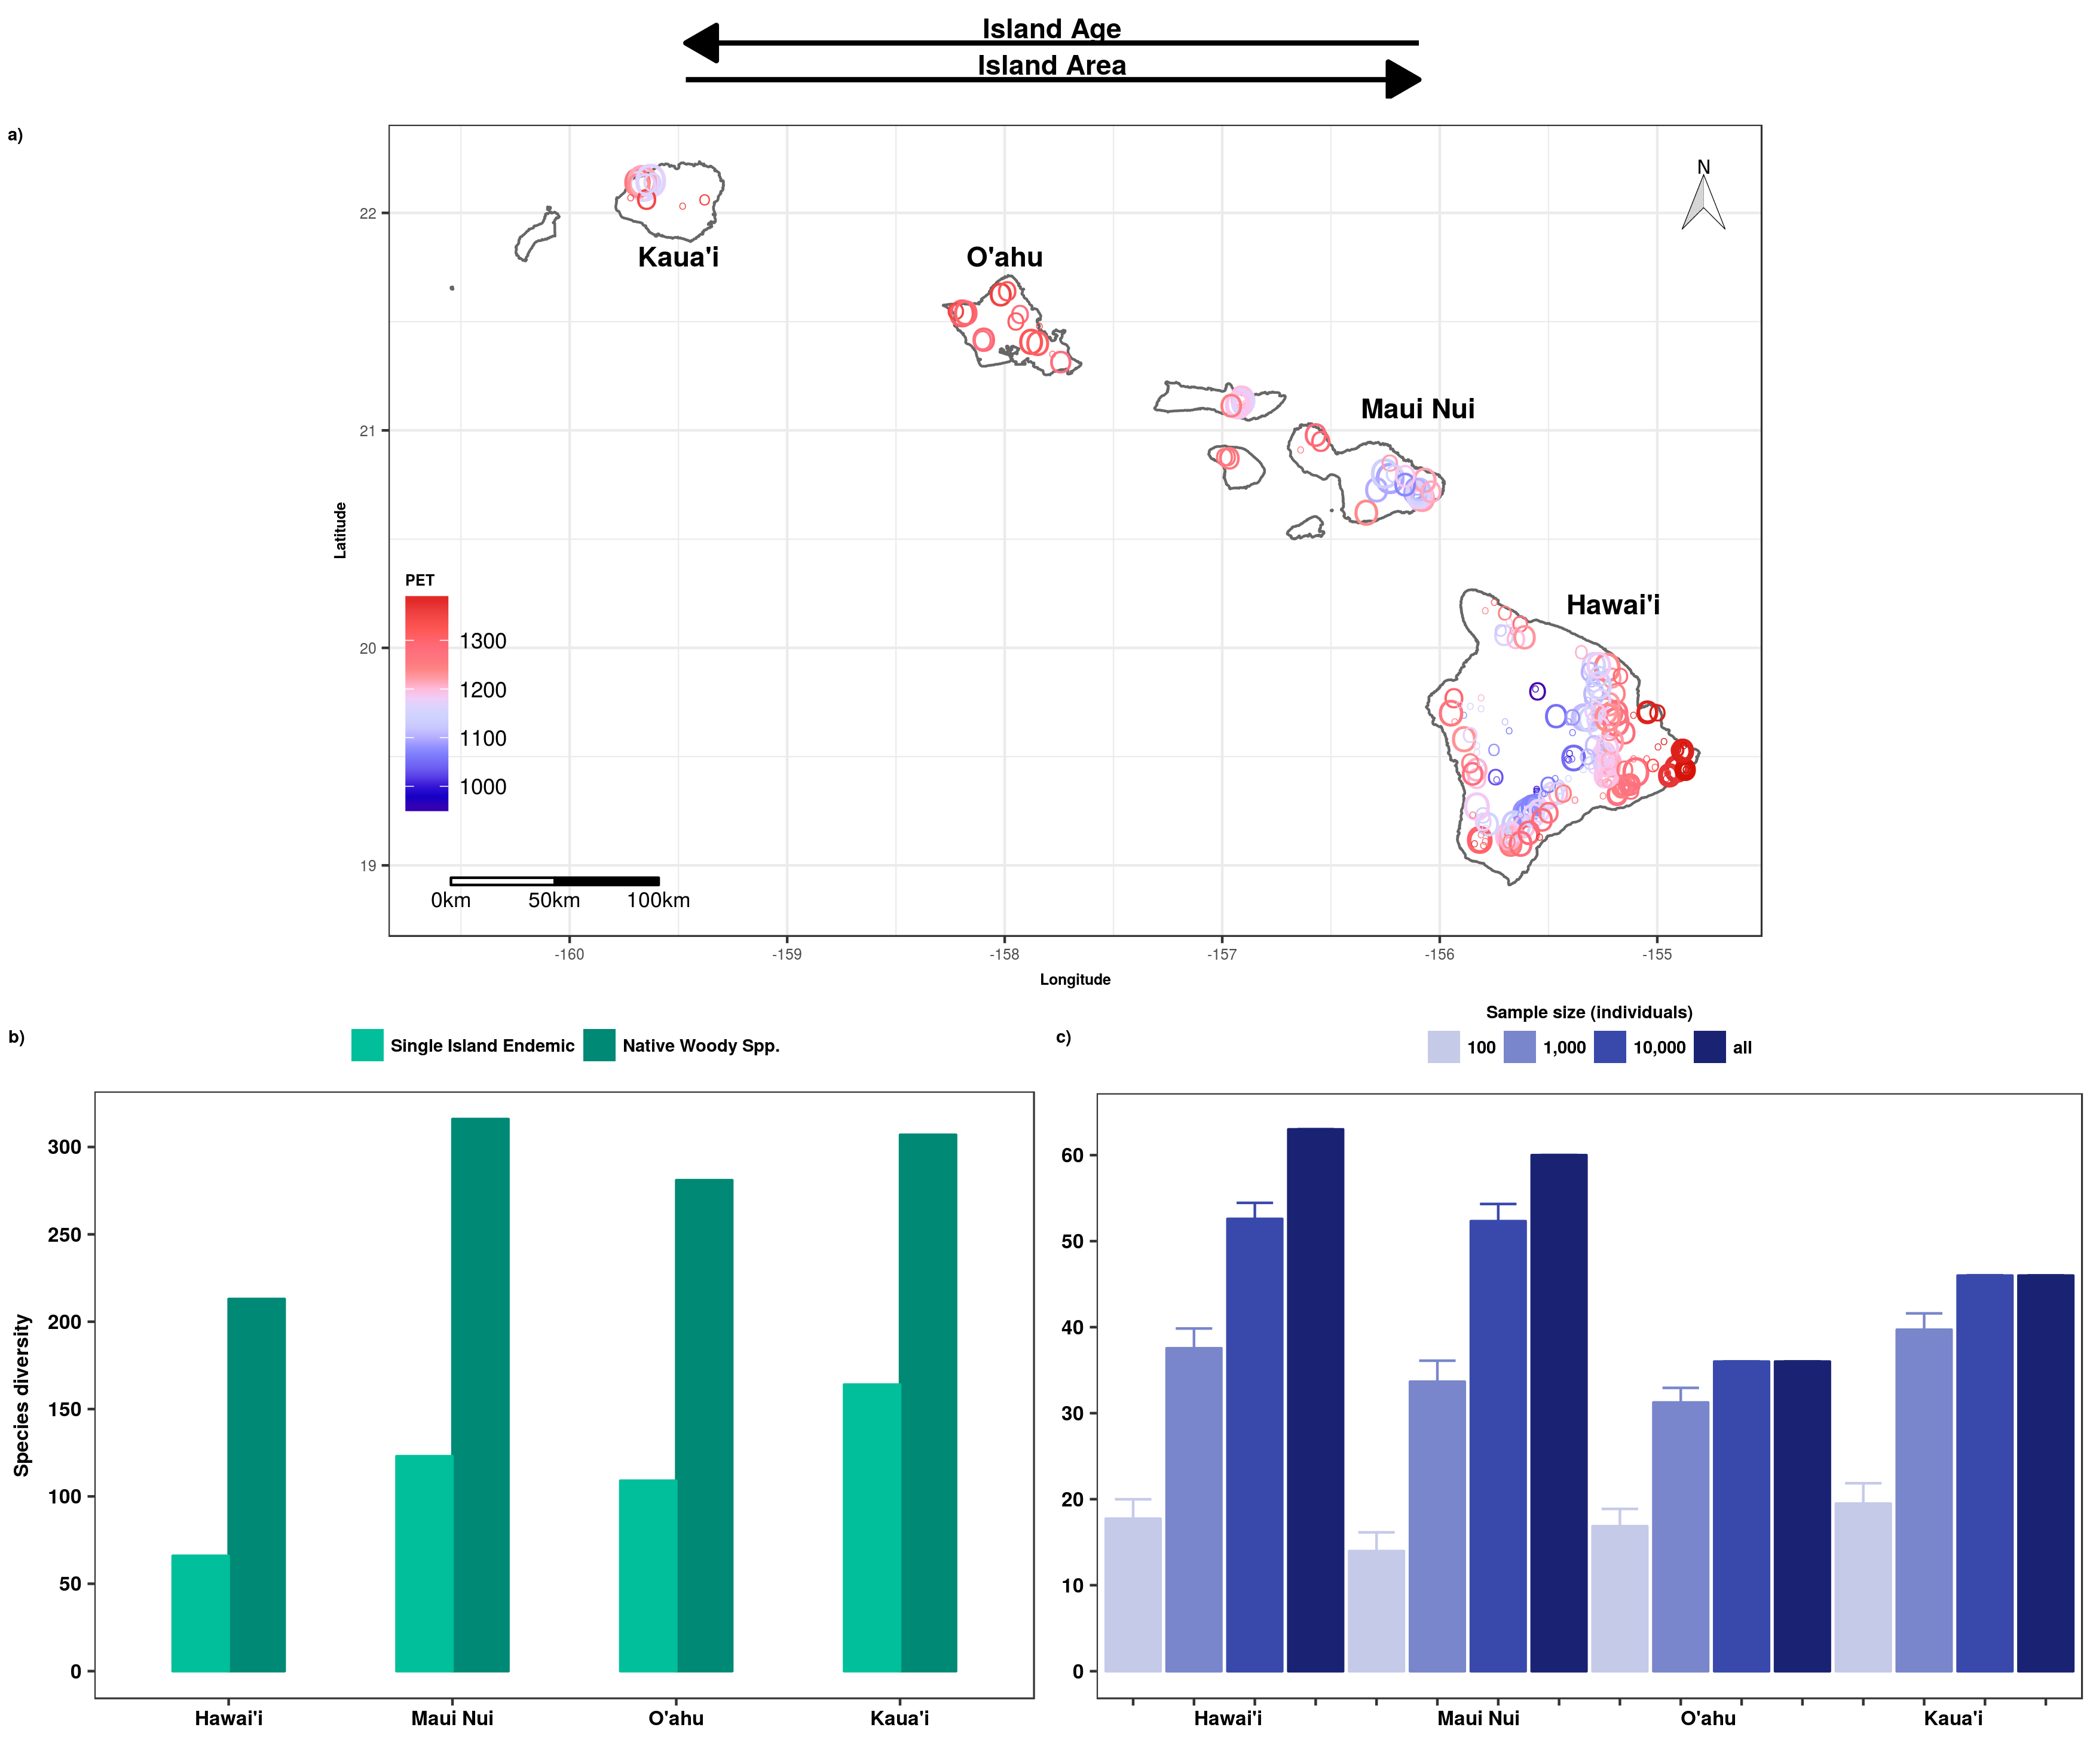 Island Age
Island Area
a)
N
22
21
20
19
Latitude
Kaua'i
O'ahu
Maui Nui
Hawai'i
PET
1300
1200
1100
1000
0km 50km 100km
-160 -159 -158 -157 -156 -155
Longitude
b)
Single Island Endemic Native Woody Spp.
Species diversity
300
250
200
150
100
50
0
Hawai'i Maui Nui O'ahu Kaua'i
c)
Sample size (individuals)
100 1,000 10,000 all
60
50
40
30
20
10
0
Hawai'i Maui Nui O'ahu Kaua'i